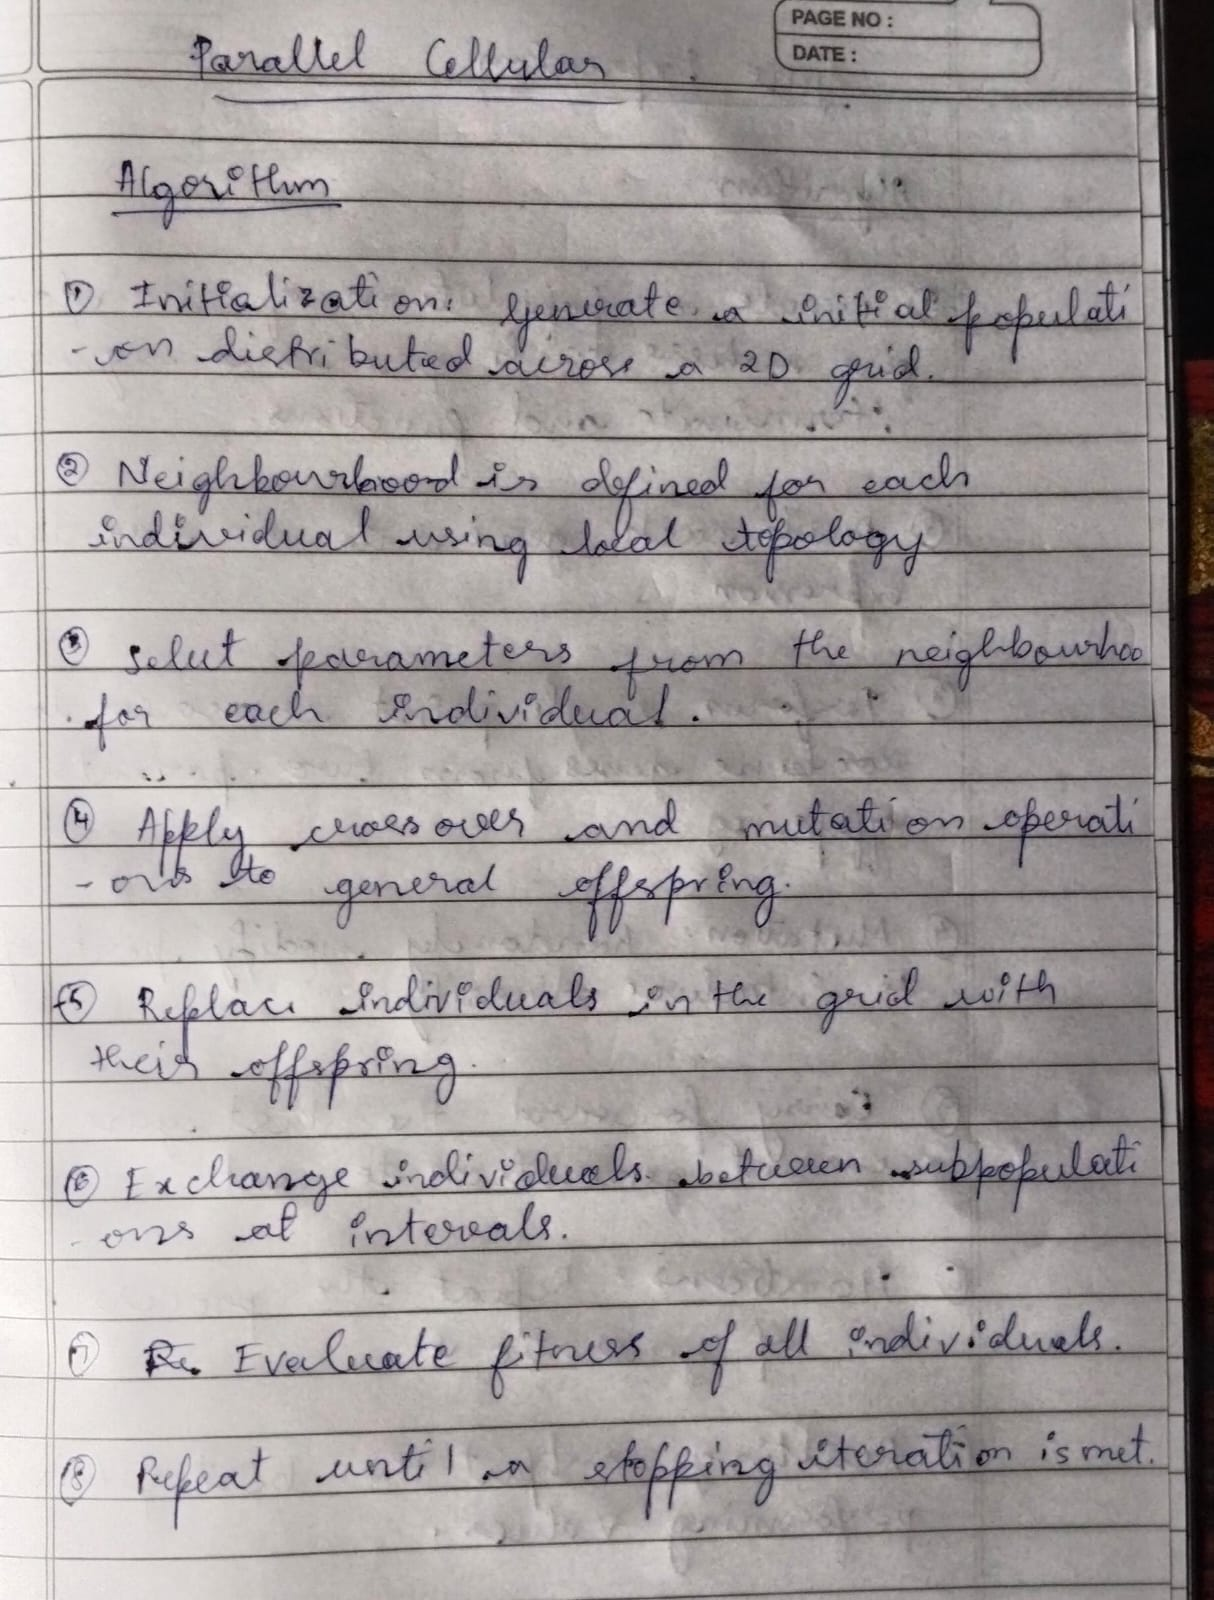 PAGE NO :
DATE :
Parallel Cellular
Algorithm
① Initialization: generate a initial populati
-on distributed across a 2D grid.
② Neighbourhood is defined for each
individual using local topology
③ Select parameters from the neighbourhoo
for each individual.
④ Apply crossover and mutation operati
-ons to general offspring.
⑤ Replace individuals in the grid with
their offspring.
⑥ Exchange individuals between subpopulati
-ons at intervals.
⑦ Re Evaluate fitness of all individuals.
⑧ Repeat until a stopping iteration is met.